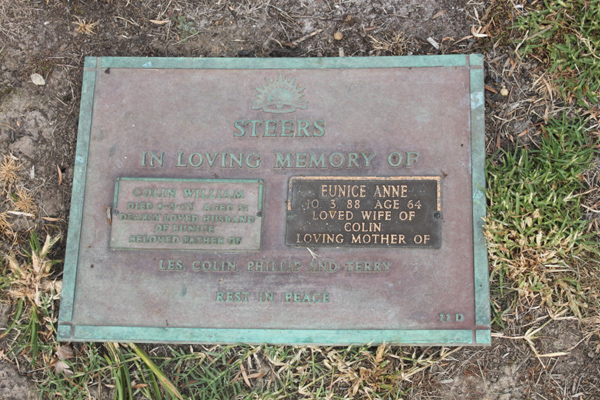 STEERS
IN LOVING MEMORY OF
COLIN WILLIAM
DIED AGED
DEARLY LOVED HUSBAND
OF EUNICE
BELOVED FATHER OF
EUNICE ANNE
10 3 88 AGE 64
LOVED WIFE OF
COLIN
LOVING MOTHER OF
LES, COLIN, PHILLIP AND TERRY
REST IN PEACE
D